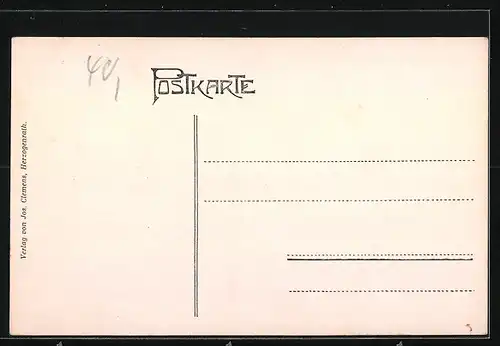 40,
POSTKARTE
Verlag von Jos. Clemens, Herzogenrath.